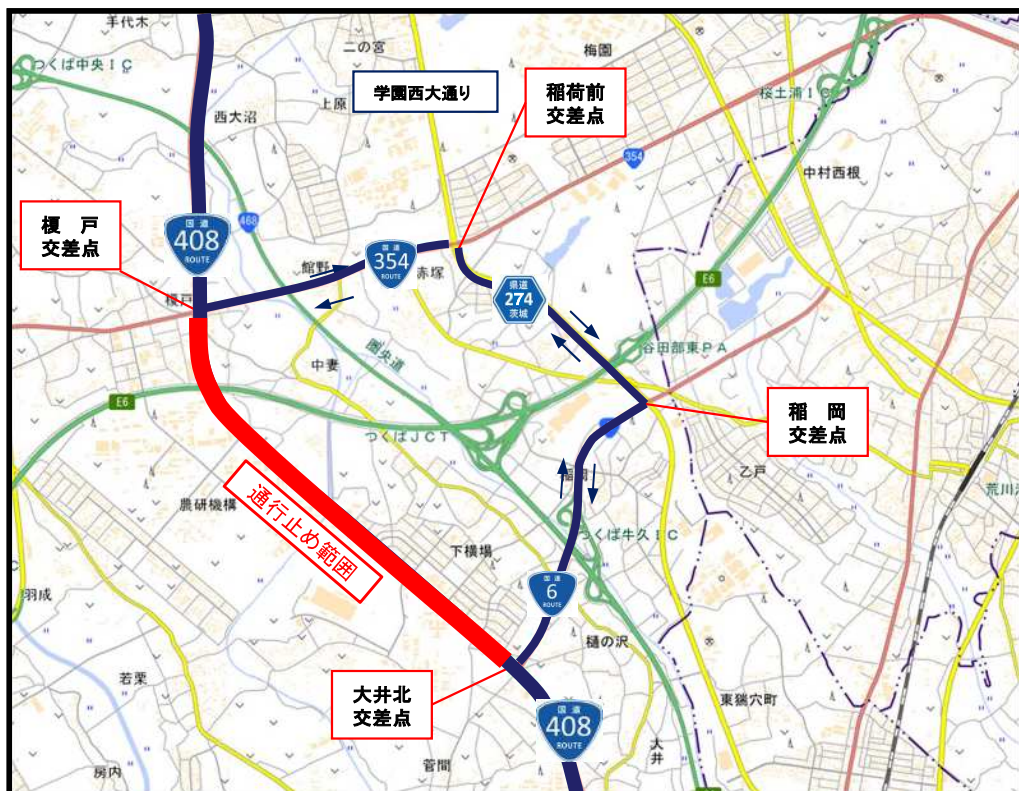 手代木
二の宮
梅園
つくば中央IC
学園西大通り
稲荷前
交差点
桜土浦IC
上原
西大沼
354
中村西根
榎 戸
交差点
国道
408
ROUTE
468
国道
354
ROUTE
館野
赤塚
県道
274
茨城
E6
榎戸
谷田部東PA
圏央道
中妻
E6
稲 岡
交差点
つくばJCT
稲岡
乙戸
荒川沖
農研機構
通行止め範囲
下横場
つくば牛久IC
羽成
国道
6
ROUTE
樋の沢
若栗
大井北
交差点
東猯穴町
国道
408
ROUTE
大井
房内
菅間